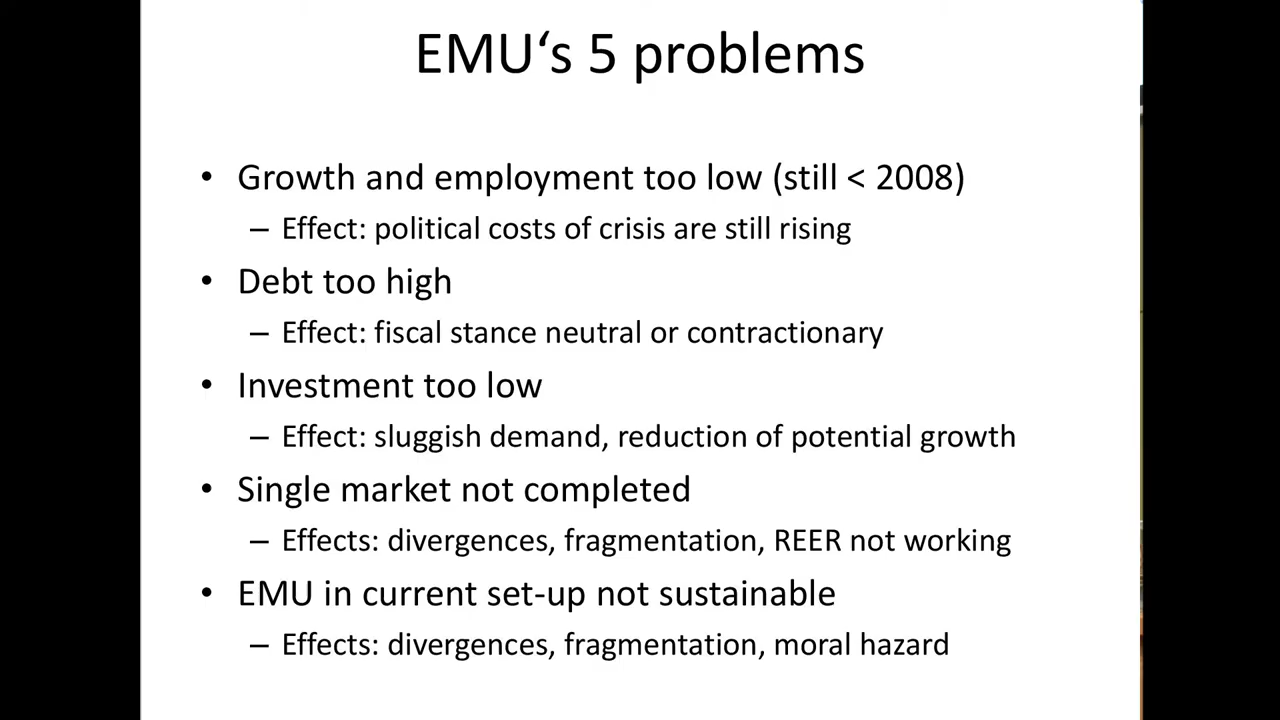 EMU‘s 5 problems
• Growth and employment too low (still < 2008)
– Effect: political costs of crisis are still rising
• Debt too high
– Effect: fiscal stance neutral or contractionary
• Investment too low
– Effect: sluggish demand, reduction of potential growth
• Single market not completed
– Effects: divergences, fragmentation, REER not working
• EMU in current set-up not sustainable
– Effects: divergences, fragmentation, moral hazard